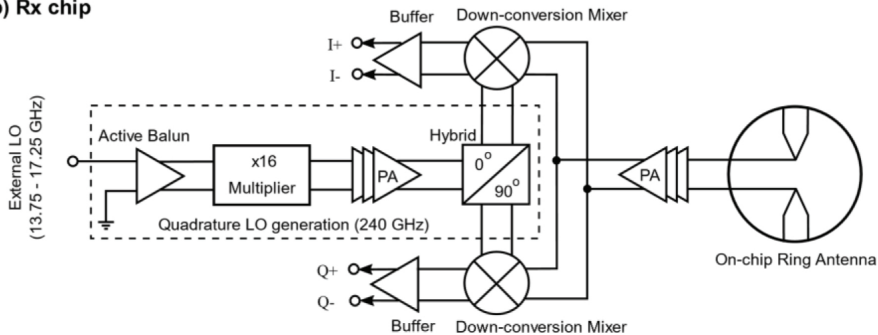 ) Rx chip
Buffer
Down-conversion Mixer
I+
I-
External LO
(13.75 - 17.25 GHz)
Active Balun
Hybrid
x16
Multiplier
PA
0°
90°
PA
Quadrature LO generation (240 GHz)
On-chip Ring Antenna
Q+
Q-
Buffer
Down-conversion Mixer